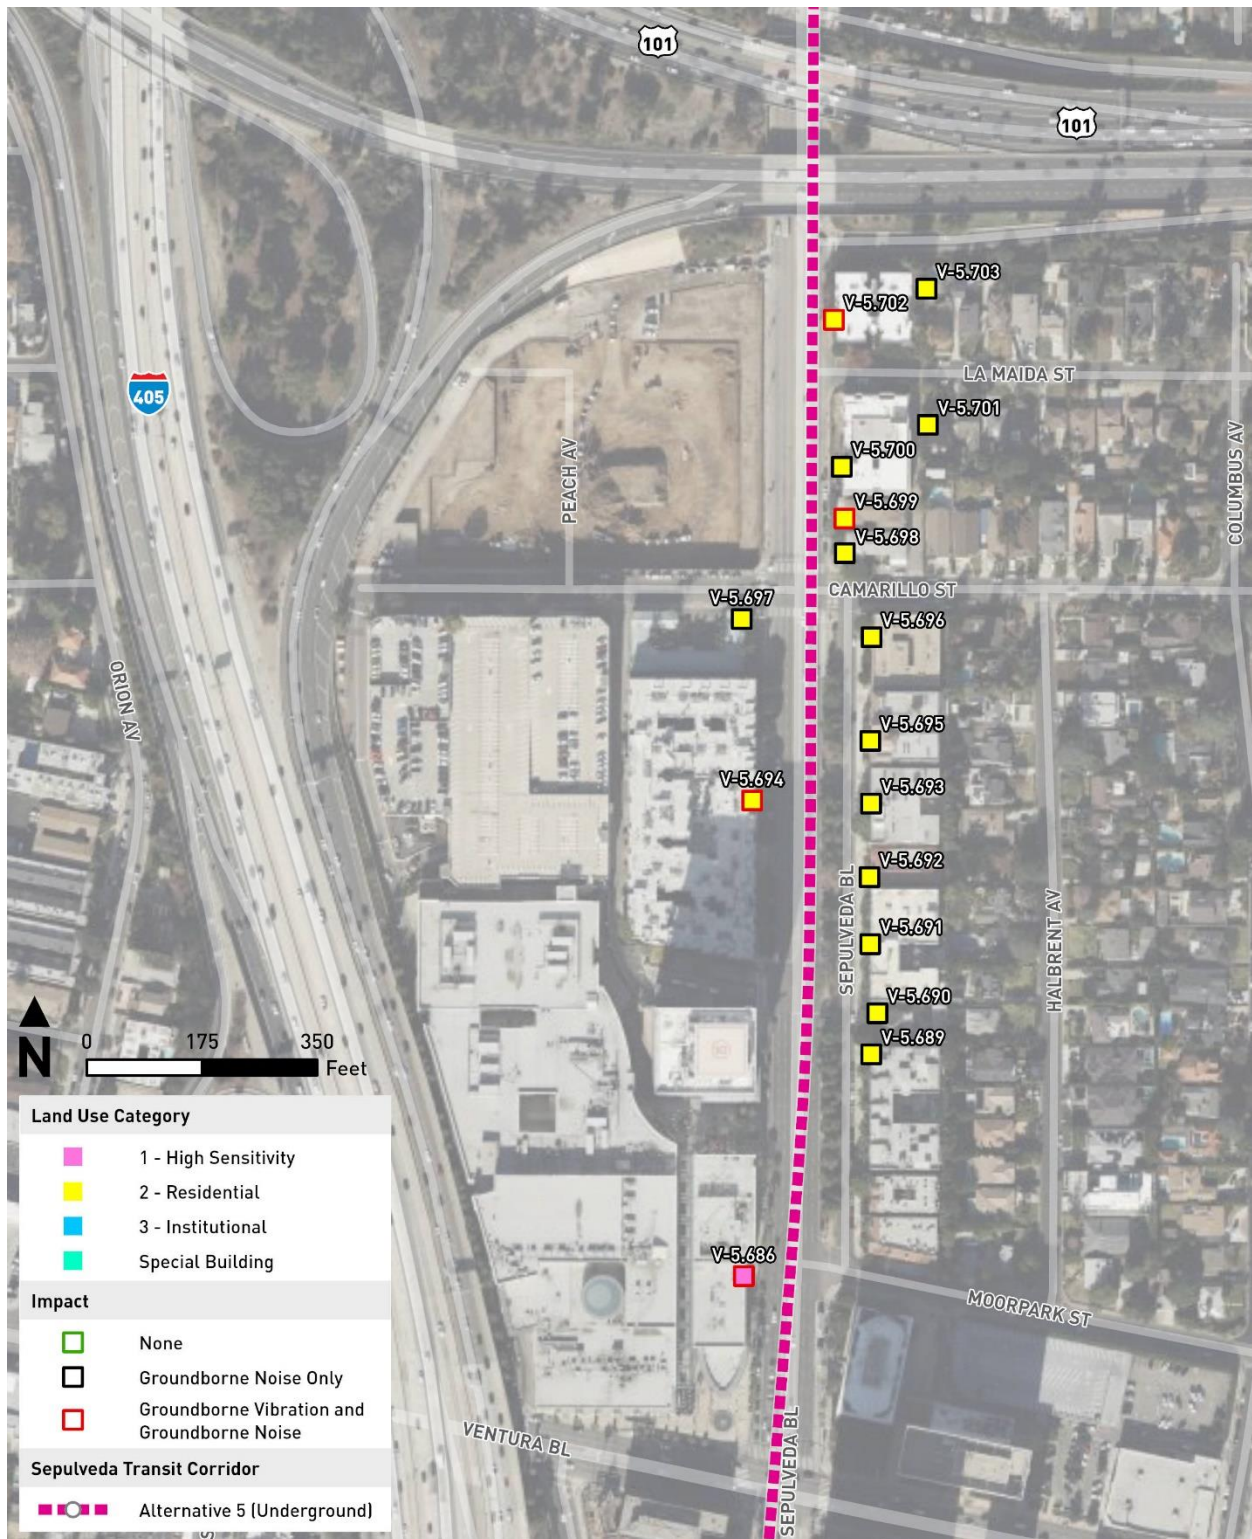 101
101
V-5.703
V-5.702
LA MAIDA ST
405
V-5.701
COLUMBUS AV
PEACH AV
V-5.700
V-5.699
V-5.698
CAMARILLO ST
V-5.697
V-5.696
ORION AV
V-5.695
V-5.694
V-5.693
V-5.692
SEPULVEDA BL
V-5.691
HALBRENT AV
V-5.690
V-5.689
N
0 175 350
Feet
Land Use Category
1 - High Sensitivity
2 - Residential
3 - Institutional
Special Building
Impact
None
Groundborne Noise Only
Groundborne Vibration and
Groundborne Noise
Sepulveda Transit Corridor
Alternative 5 (Underground)
V-5.686
MOORPARK ST
VENTURA BL
SEPULVEDA BL